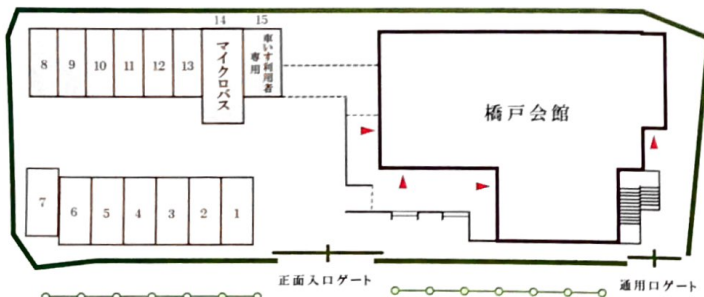 14 15
8 9 10 11 12 13 マイクロバス 車いす利用者
専用
橋戸会館
7 6 5 4 3 2 1
正面入口ゲート
通用口ゲート